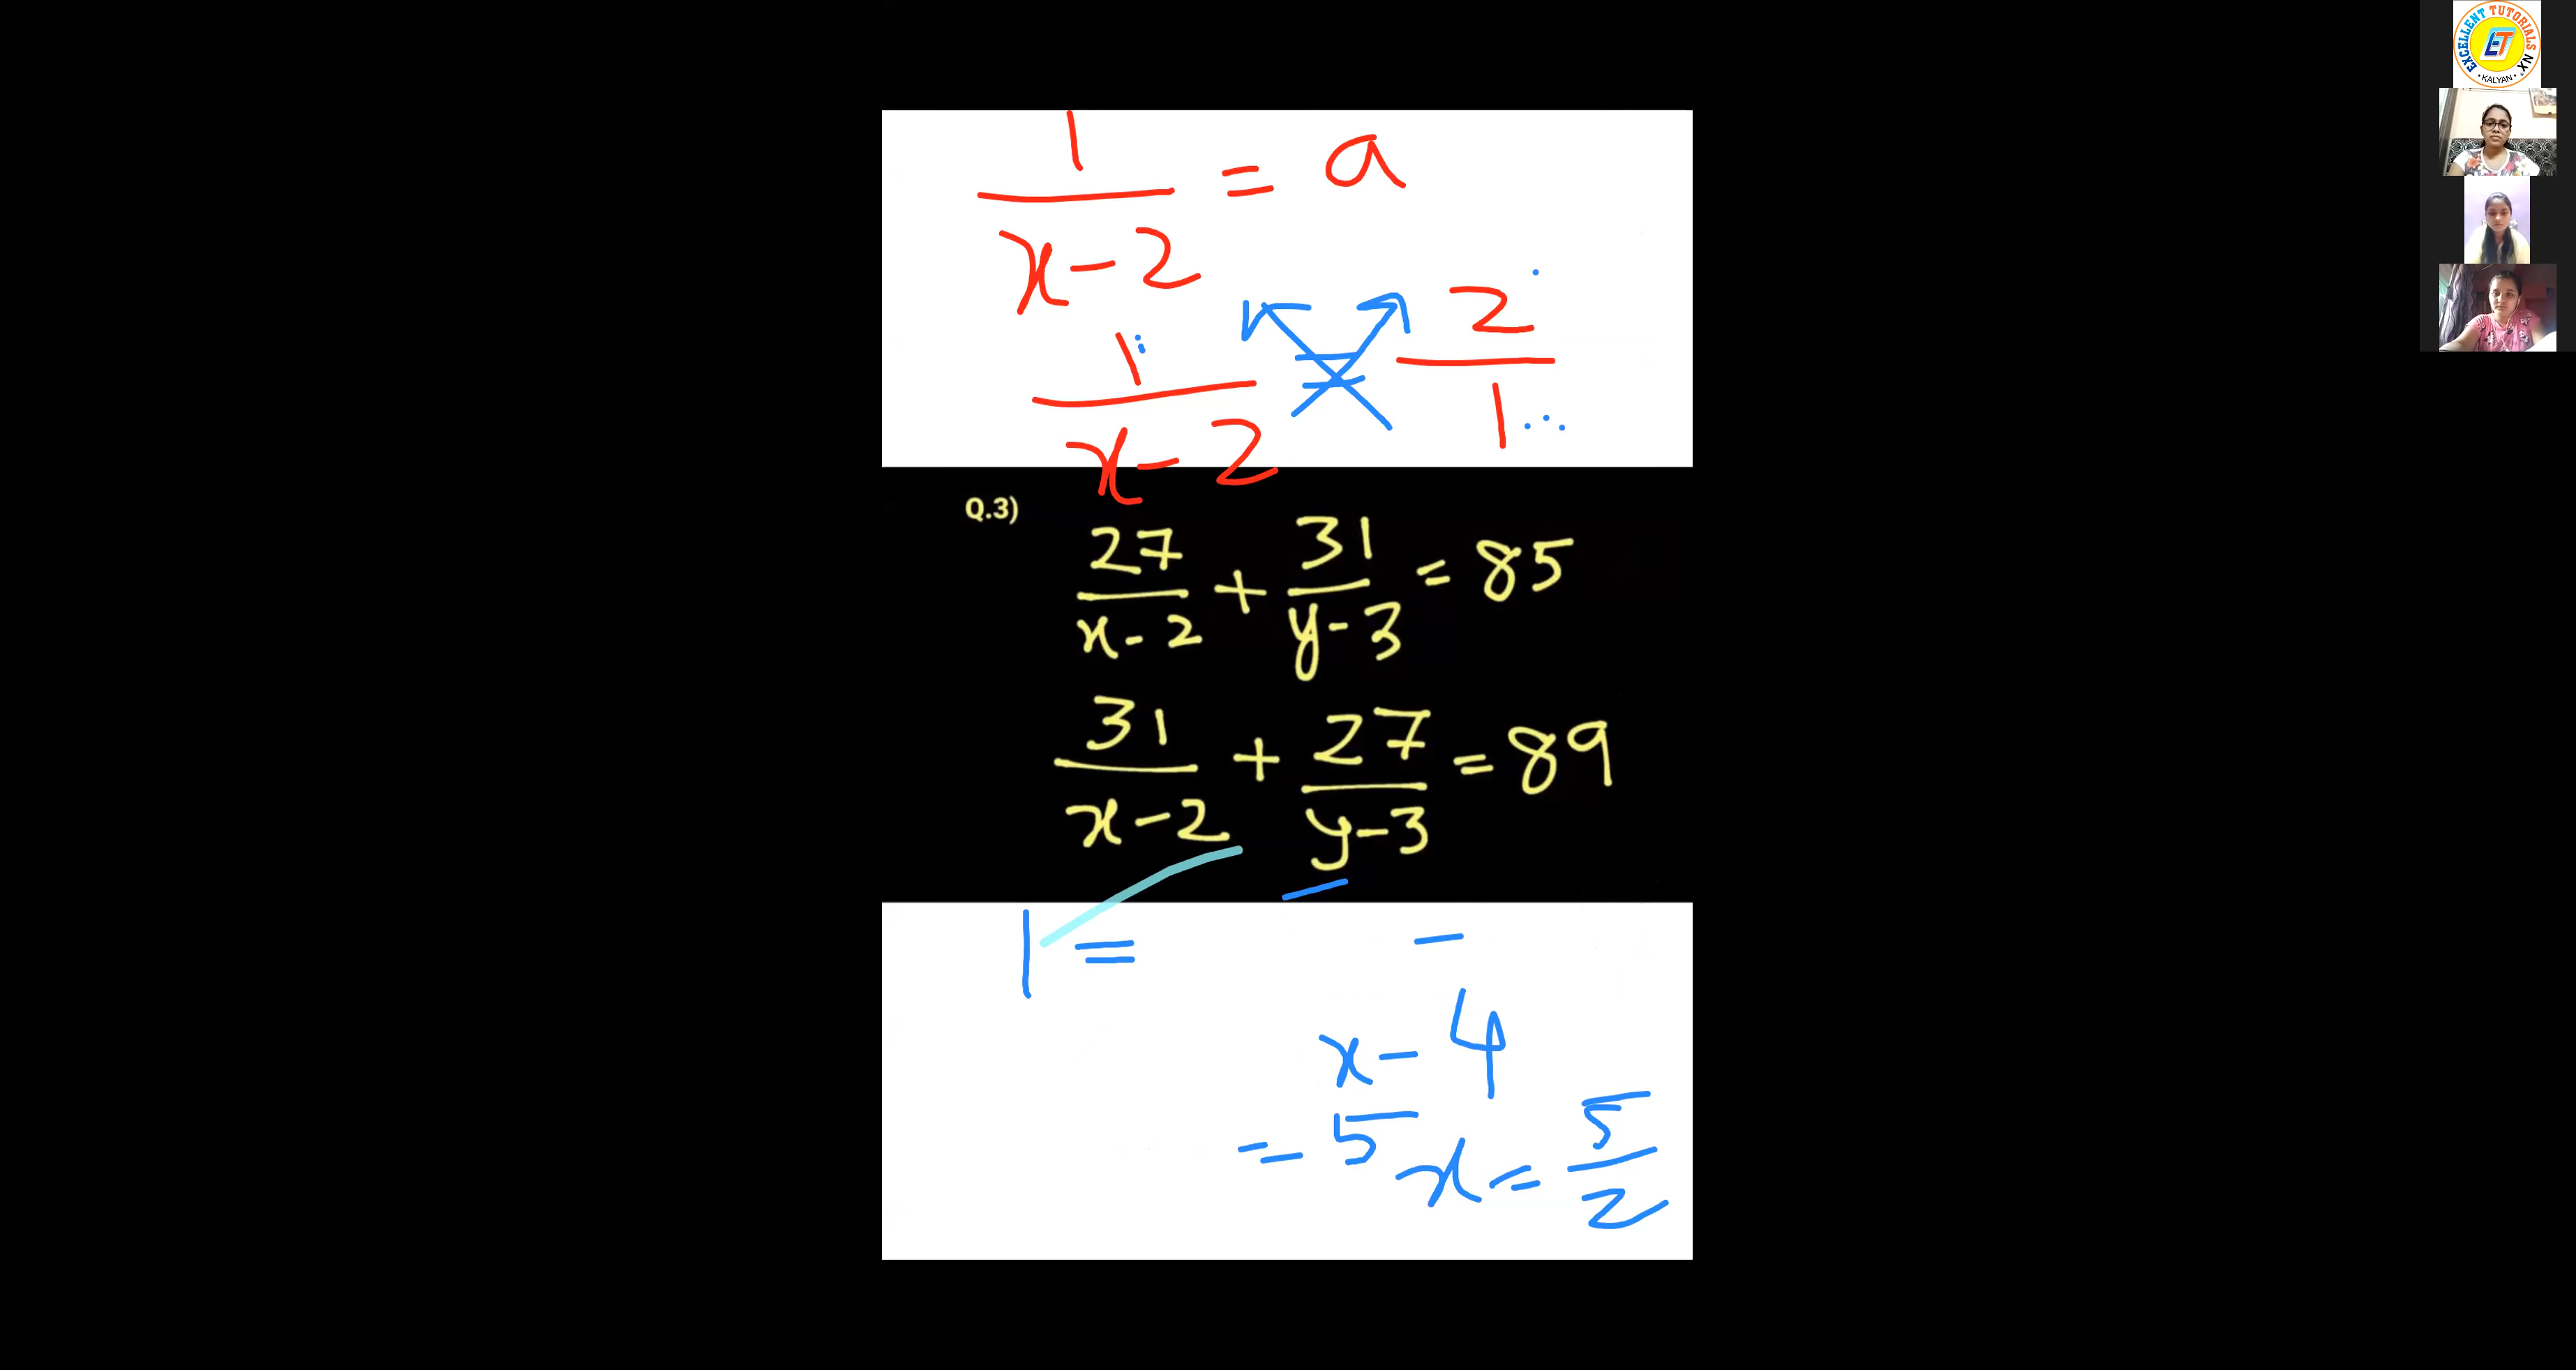 1/(x-2) = a
1/(x-2) = 2/1
Q.3)
27/(x-2) + 31/(y-3) = 85
31/(x-2) + 27/(y-3) = 89
1 =
x - 4
= 5 x = 5/2
EXCELLENT TUTORIALS NX.
ET
• KALYAN •